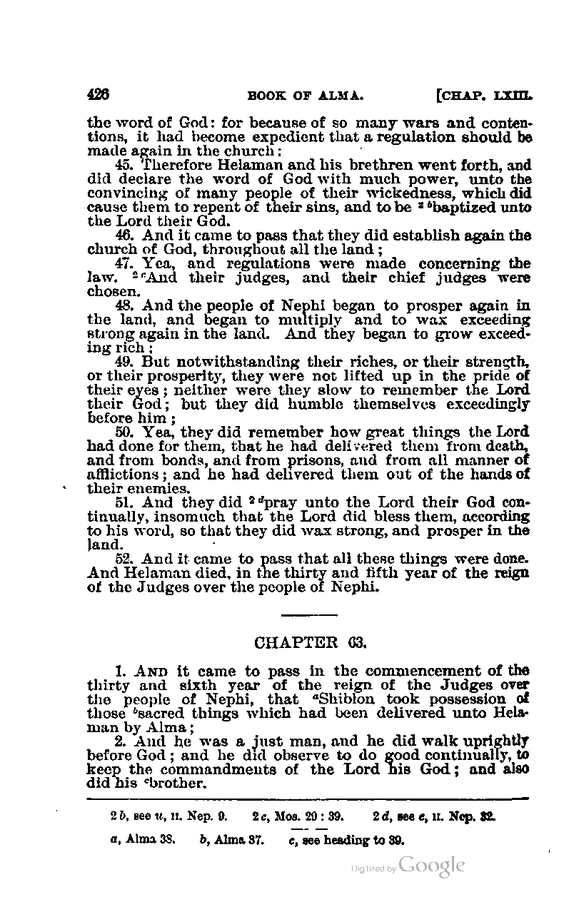 426 BOOK OF ALMA. [CHAP. LXIII.
the word of God: for because of so many wars and conten-
tions, it had become expedient that a regulation should be
made again in the church:
45. Therefore Helaman and his brethren went forth, and
did declare the word of God with much power, unto the
convincing of many people of their wickedness, which did
cause them to repent of their sins, and to be ²ᵇbaptized unto
the Lord their God.
46. And it came to pass that they did establish again the
church of God, throughout all the land;
47. Yea, and regulations were made concerning the
law. ²ᶜAnd their judges, and their chief judges were
chosen.
48. And the people of Nephi began to prosper again in
the land, and began to multiply and to wax exceeding
strong again in the land. And they began to grow exceed-
ing rich;
49. But notwithstanding their riches, or their strength,
or their prosperity, they were not lifted up in the pride of
their eyes; neither were they slow to remember the Lord
their God; but they did humble themselves exceedingly
before him;
50. Yea, they did remember how great things the Lord
had done for them, that he had delivered them from death,
and from bonds, and from prisons, and from all manner of
afflictions; and he had delivered them out of the hands of
their enemies.
51. And they did ²ᵈpray unto the Lord their God con-
tinually, insomuch that the Lord did bless them, according
to his word, so that they did wax strong, and prosper in the
land.
52. And it came to pass that all these things were done.
And Helaman died, in the thirty and fifth year of the reign
of the Judges over the people of Nephi.
CHAPTER 63.
1. AND it came to pass in the commencement of the
thirty and sixth year of the reign of the Judges over
the people of Nephi, that ᵃShiblon took possession of
those ᵇsacred things which had been delivered unto Hela-
man by Alma;
2. And he was a just man, and he did walk uprightly
before God; and he did observe to do good continually, to
keep the commandments of the Lord his God; and also
did his ᶜbrother.
2 b, see u, II. Nep. 9. 2 c, Mos. 29:39. 2 d, see e, II. Nep. 32.
a, Alma 38. b, Alma 37. c, see heading to 39.
Digitized by Google